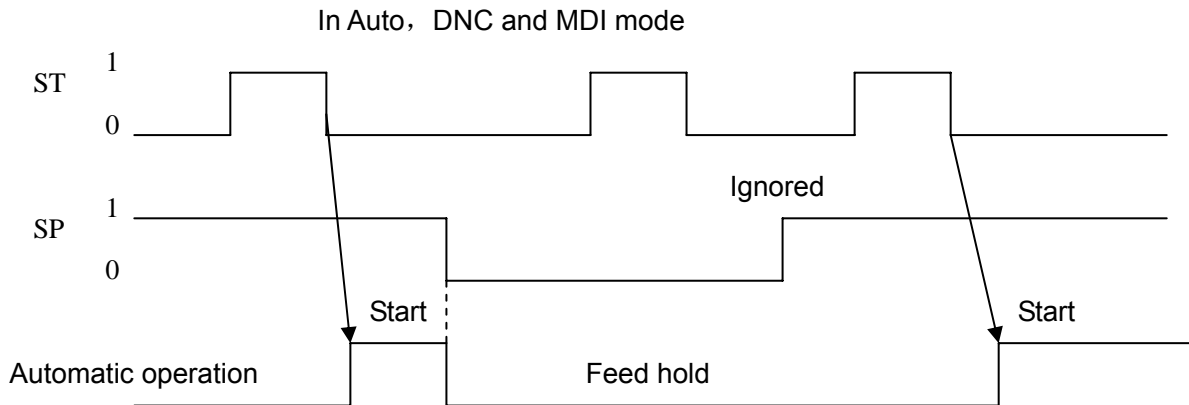 In Auto，DNC and MDI mode
1
ST
0
Ignored
1
SP
0
Start
Start
Automatic operation
Feed hold